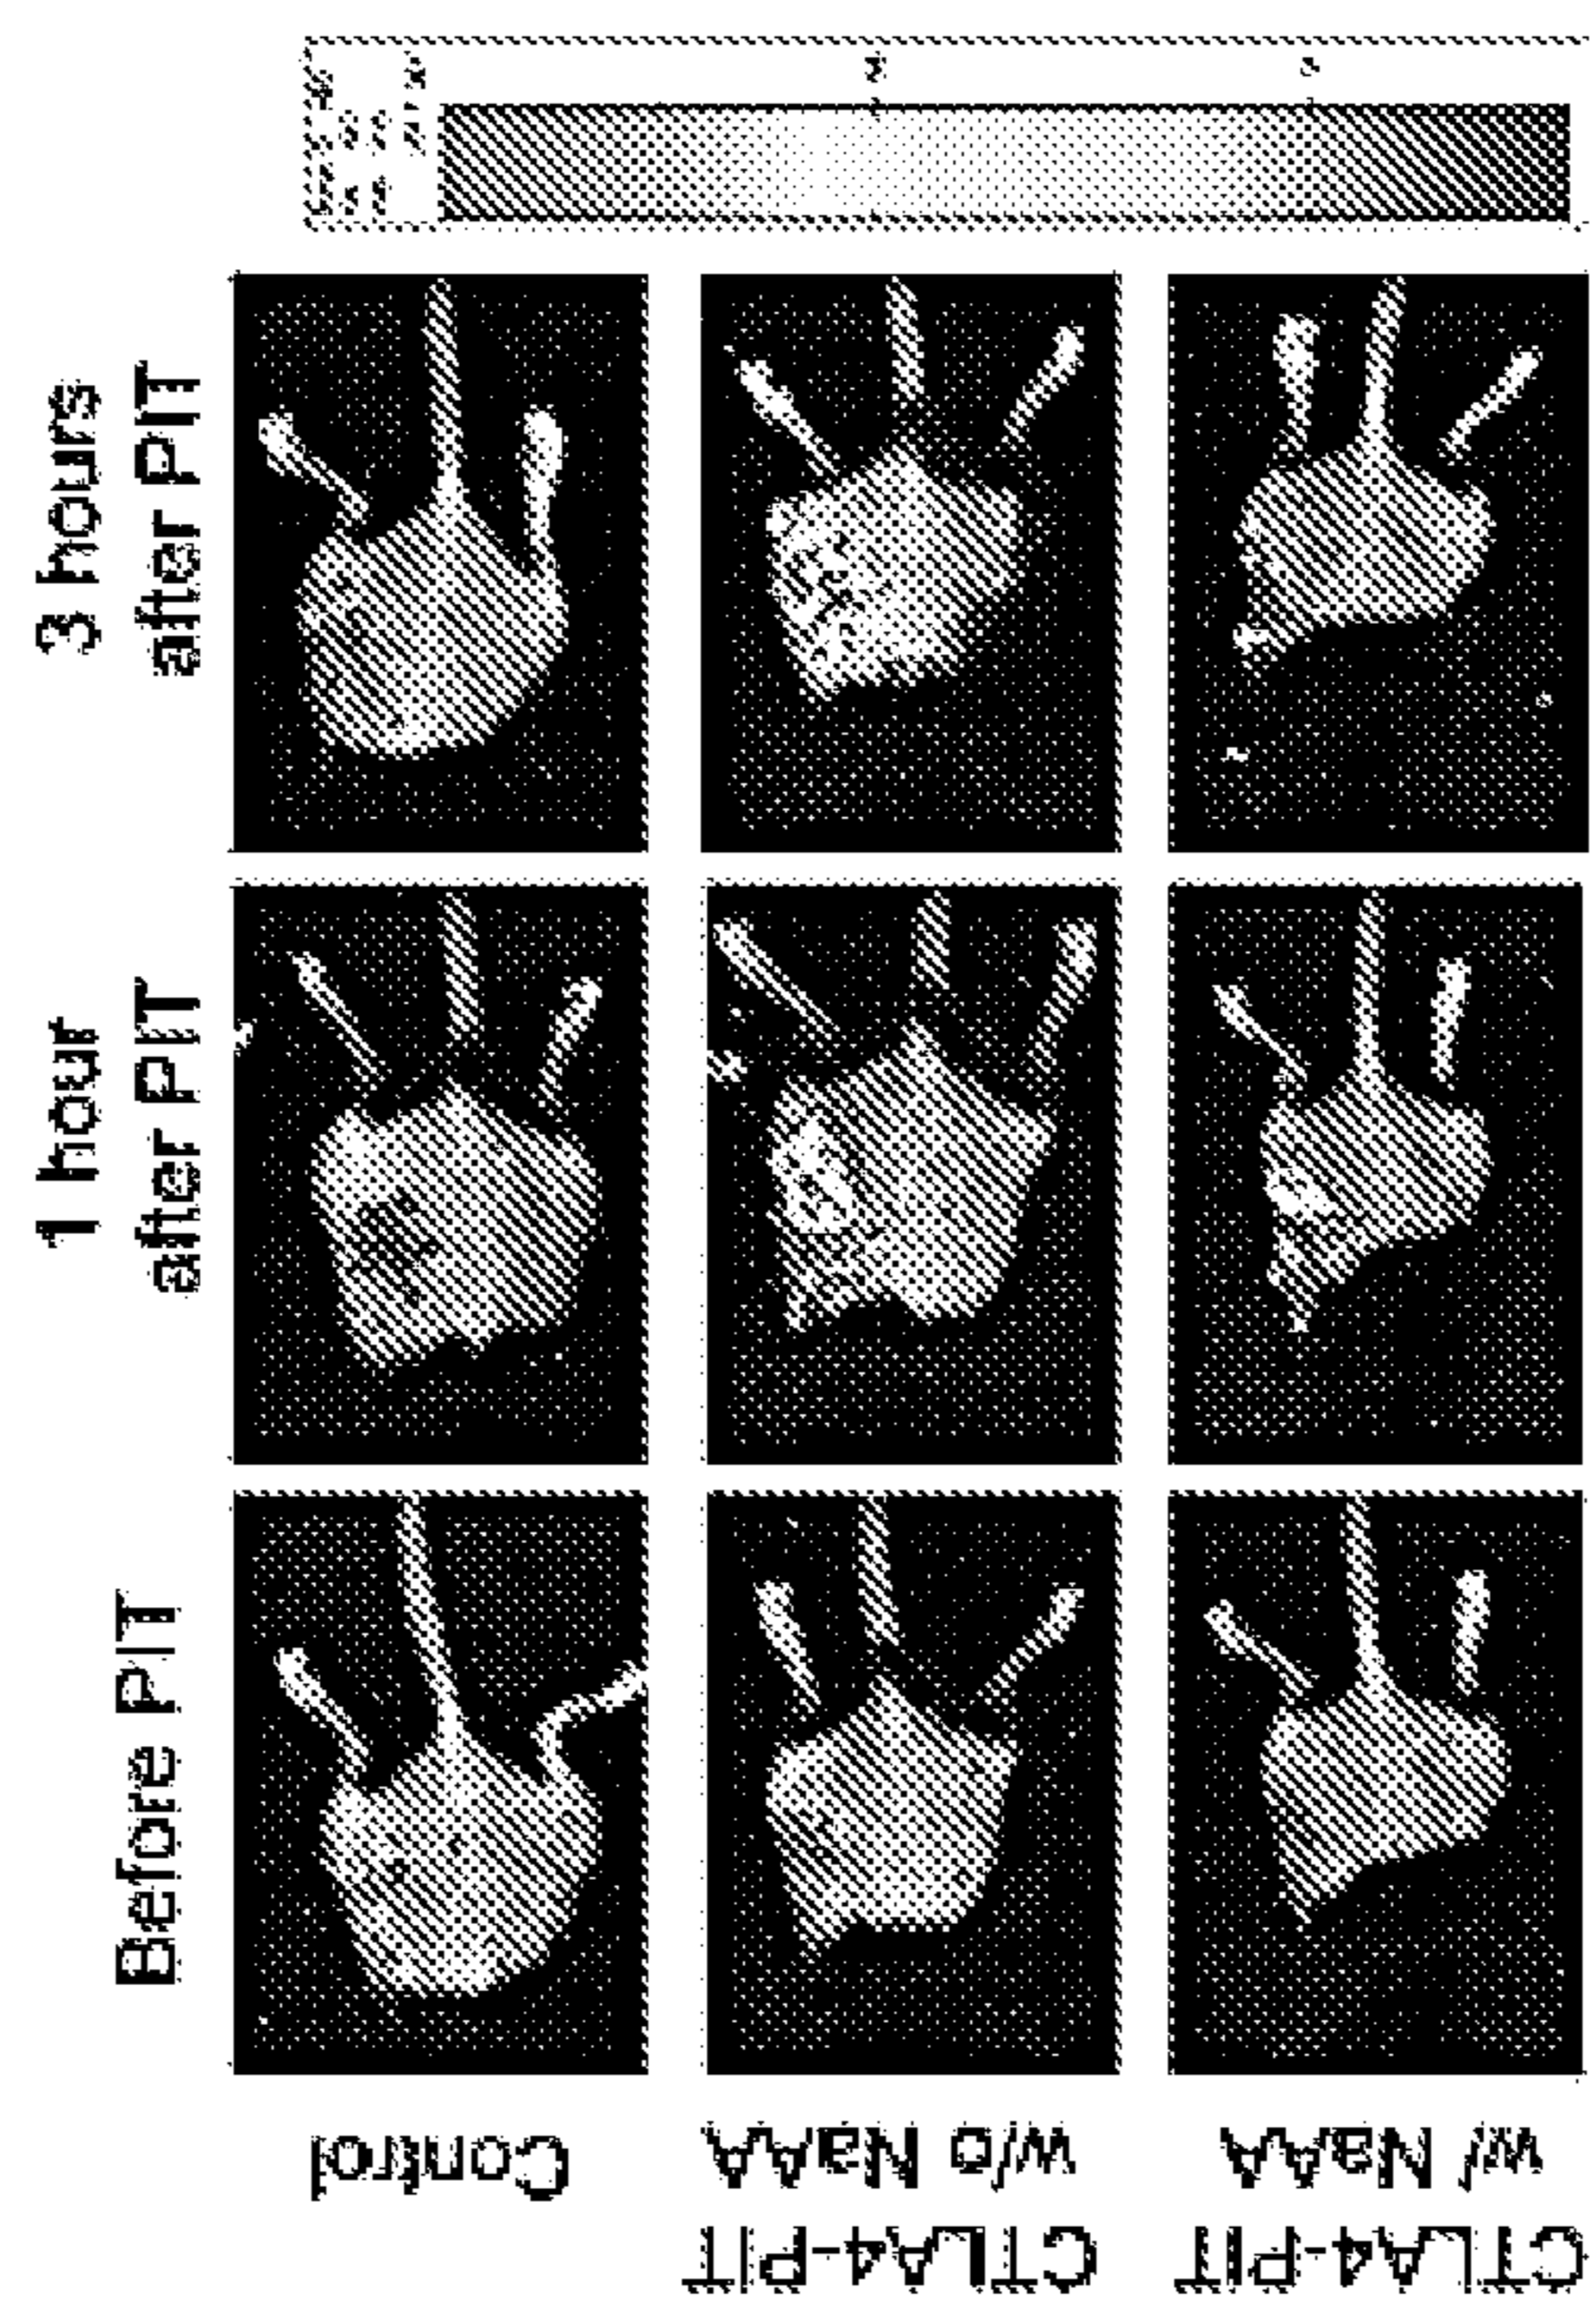 Before PIT
1 hour
after PIT
3 hours
after PIT
Control
CTLA4-PIT
w/o NaAA
CTLA4-PIT
w/ NaAA